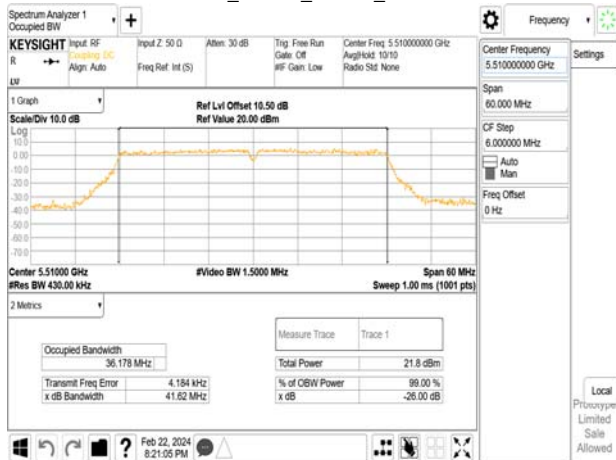 Spectrum Analyzer 1
Occupied BW
Frequency
KEYSIGHT
R
LXI
Input: RF
Coupling: DC
Align: Auto
Input Z: 50 Ω
Freq Ref: Int (S)
Atten: 30 dB
Trig: Free Run
Gate: Off
#IF Gain: Low
Center Freq: 5.510000000 GHz
Avg|Hold: 10/10
Radio Std: None
Center Frequency
5.510000000 GHz
Settings
Span
60.000 MHz
CF Step
6.000000 MHz
Auto
Man
Freq Offset
0 Hz
1 Graph
Scale/Div 10.0 dB
Ref Lvl Offset 10.50 dB
Ref Value 20.00 dBm
Log
10.0
0.00
-10.0
-20.0
-30.0
-40.0
-50.0
-60.0
-70.0
Center 5.51000 GHz
#Video BW 1.5000 MHz
Span 60 MHz
#Res BW 430.00 kHz
Sweep 1.00 ms (1001 pts)
2 Metrics
Measure Trace Trace 1
Occupied Bandwidth
36.178 MHz
Total Power 21.8 dBm
Transmit Freq Error 4.184 kHz
% of OBW Power 99.00 %
x dB Bandwidth 41.62 MHz
x dB -26.00 dB
Local
Prototype
Limited
Sale
Allowed
Feb 22, 2024
8:21:05 PM